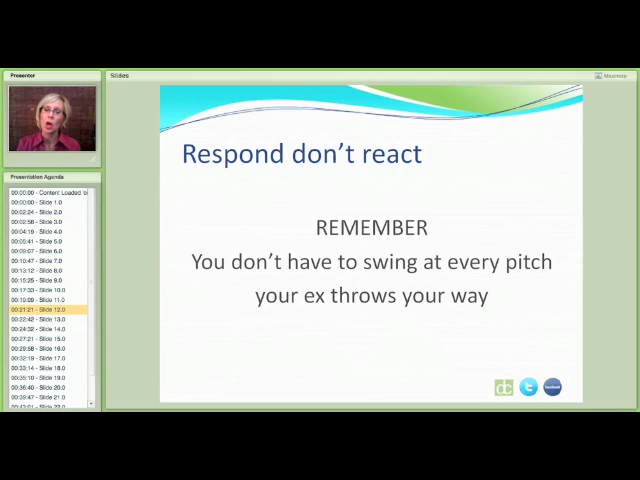 Presenter
Slides
Maximize
Respond don't react
REMEMBER
You don't have to swing at every pitch
your ex throws your way
dc
facebook
Presentation Agenda
00:00:00 - Content Loaded
00:00:00 - Slide 1.0
00:02:24 - Slide 2.0
00:02:58 - Slide 3.0
00:04:19 - Slide 4.0
00:05:41 - Slide 5.0
00:09:07 - Slide 6.0
00:10:47 - Slide 7.0
00:13:12 - Slide 8.0
00:15:25 - Slide 9.0
00:17:33 - Slide 10.0
00:19:09 - Slide 11.0
00:21:21 - Slide 12.0
00:22:42 - Slide 13.0
00:24:32 - Slide 14.0
00:27:21 - Slide 15.0
00:29:58 - Slide 16.0
00:32:19 - Slide 17.0
00:33:14 - Slide 18.0
00:35:10 - Slide 19.0
00:36:40 - Slide 20.0
00:39:47 - Slide 21.0
00:43:01 - Slide 22.0